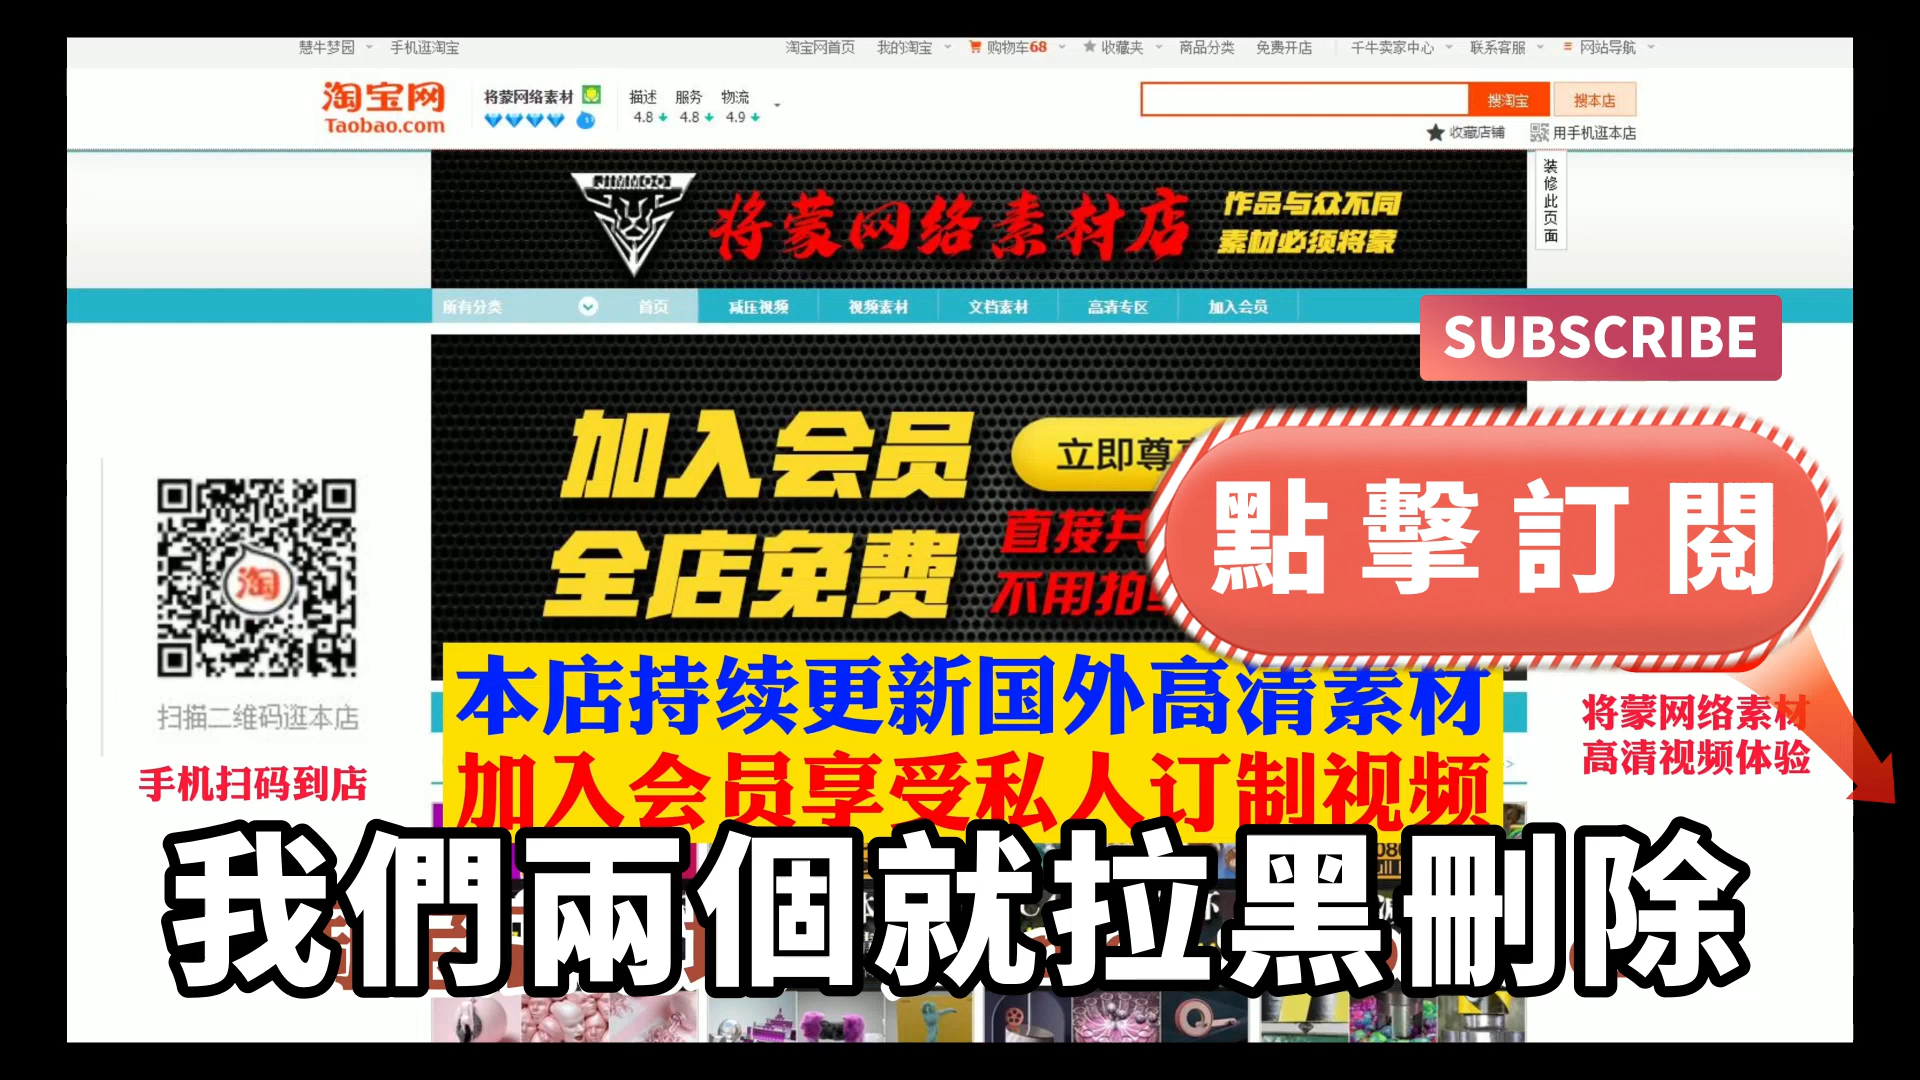 慧牛梦园 手机逛淘宝 淘宝网首页 我的淘宝 购物车68 收藏夹 商品分类 免费开店 千牛卖家中心 联系客服 网站导航
淘宝网
Taobao.com
将蒙网络素材
描述 服务 物流
4.8 4.8 4.9
搜淘宝 搜本店
收藏店铺 用手机逛本店
JIMMOO
将蒙网络素材店
作品与众不同
素材必须将蒙
装修此页面
所有分类 首页 减压视频 视频素材 文档素材 高清专区 加入会员
SUBSCRIBE
加入会员
立即尊
全店免费
直接共
不用拍
點擊訂閱
淘
扫描二维码逛本店
手机扫码到店
本店持续更新国外高清素材
加入会员享受私人订制视频
将蒙网络素材
高清视频体验
我們兩個就拉黑刪除